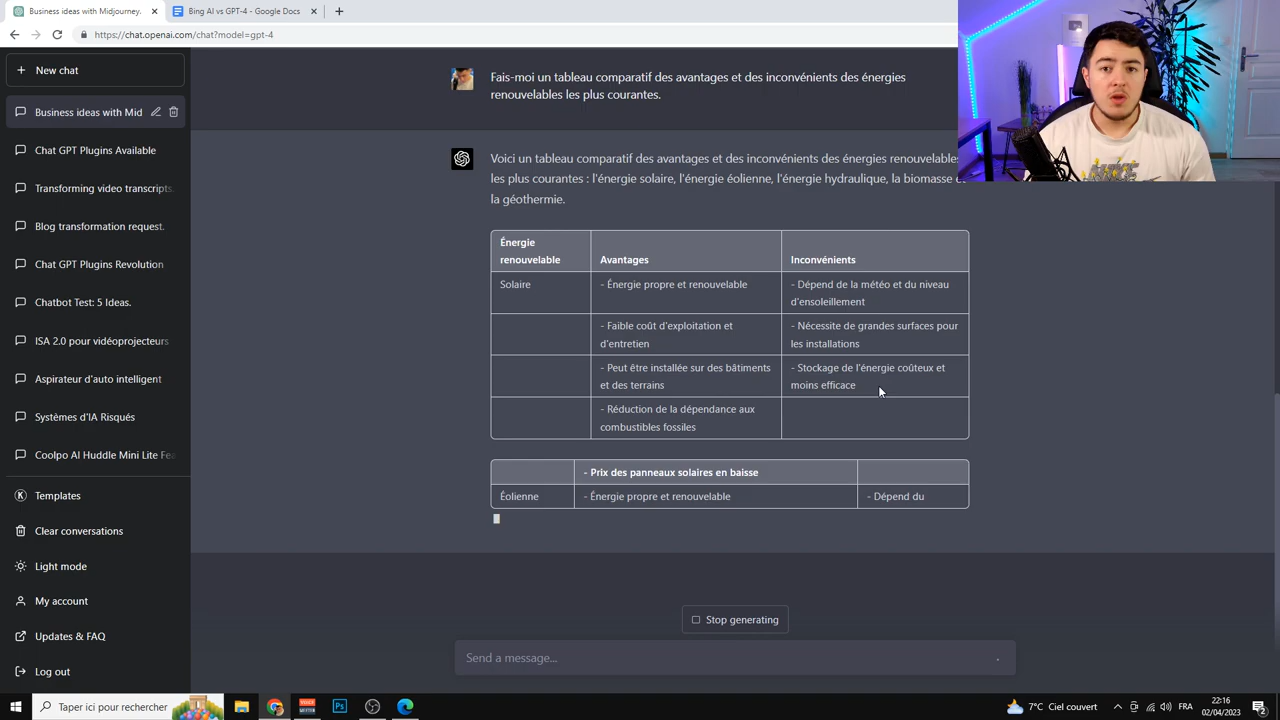 Business ideas with Midjourney.
Bing AI vs GPT-4 - Google Docs
https://chat.openai.com/chat?model=gpt-4
New chat
Business ideas with Mid
Chat GPT Plugins Available
Transforming video transcripts.
Blog transformation request.
Chat GPT Plugins Revolution
Chatbot Test: 5 Ideas.
ISA 2.0 pour vidéoprojecteurs
Aspirateur d'auto intelligent
Systèmes d'IA Risqués
Coolpo AI Huddle Mini Lite Fea
Templates
Clear conversations
Light mode
My account
Updates & FAQ
Log out
Fais-moi un tableau comparatif des avantages et des inconvénients des énergies
renouvelables les plus courantes.
Voici un tableau comparatif des avantages et des inconvénients des énergies renouvelables
les plus courantes : l'énergie solaire, l'énergie éolienne, l'énergie hydraulique, la biomasse et
la géothermie.
Énergie
renouvelable
Avantages
Inconvénients
Solaire
- Énergie propre et renouvelable
- Dépend de la météo et du niveau
d'ensoleillement
- Faible coût d'exploitation et
d'entretien
- Nécessite de grandes surfaces pour
les installations
- Peut être installée sur des bâtiments
et des terrains
- Stockage de l'énergie coûteux et
moins efficace
- Réduction de la dépendance aux
combustibles fossiles
- Prix des panneaux solaires en baisse
Éolienne
- Énergie propre et renouvelable
- Dépend du
Stop generating
Send a message...
Taper ici pour rechercher
Ps
7°C Ciel couvert
FRA
22:16
02/04/2023
2